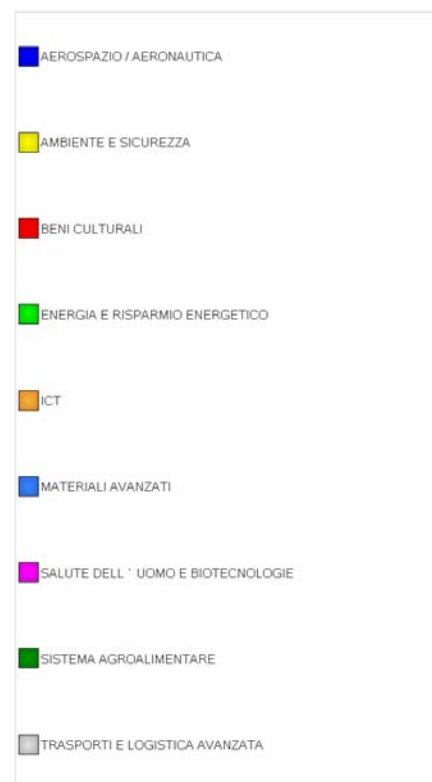 AEROSPAZIO / AERONAUTICA
AMBIENTE E SICUREZZA
BENI CULTURALI
ENERGIA E RISPARMIO ENERGETICO
ICT
MATERIALI AVANZATI
SALUTE DELL ` UOMO E BIOTECNOLOGIE
SISTEMA AGROALIMENTARE
TRASPORTI E LOGISTICA AVANZATA